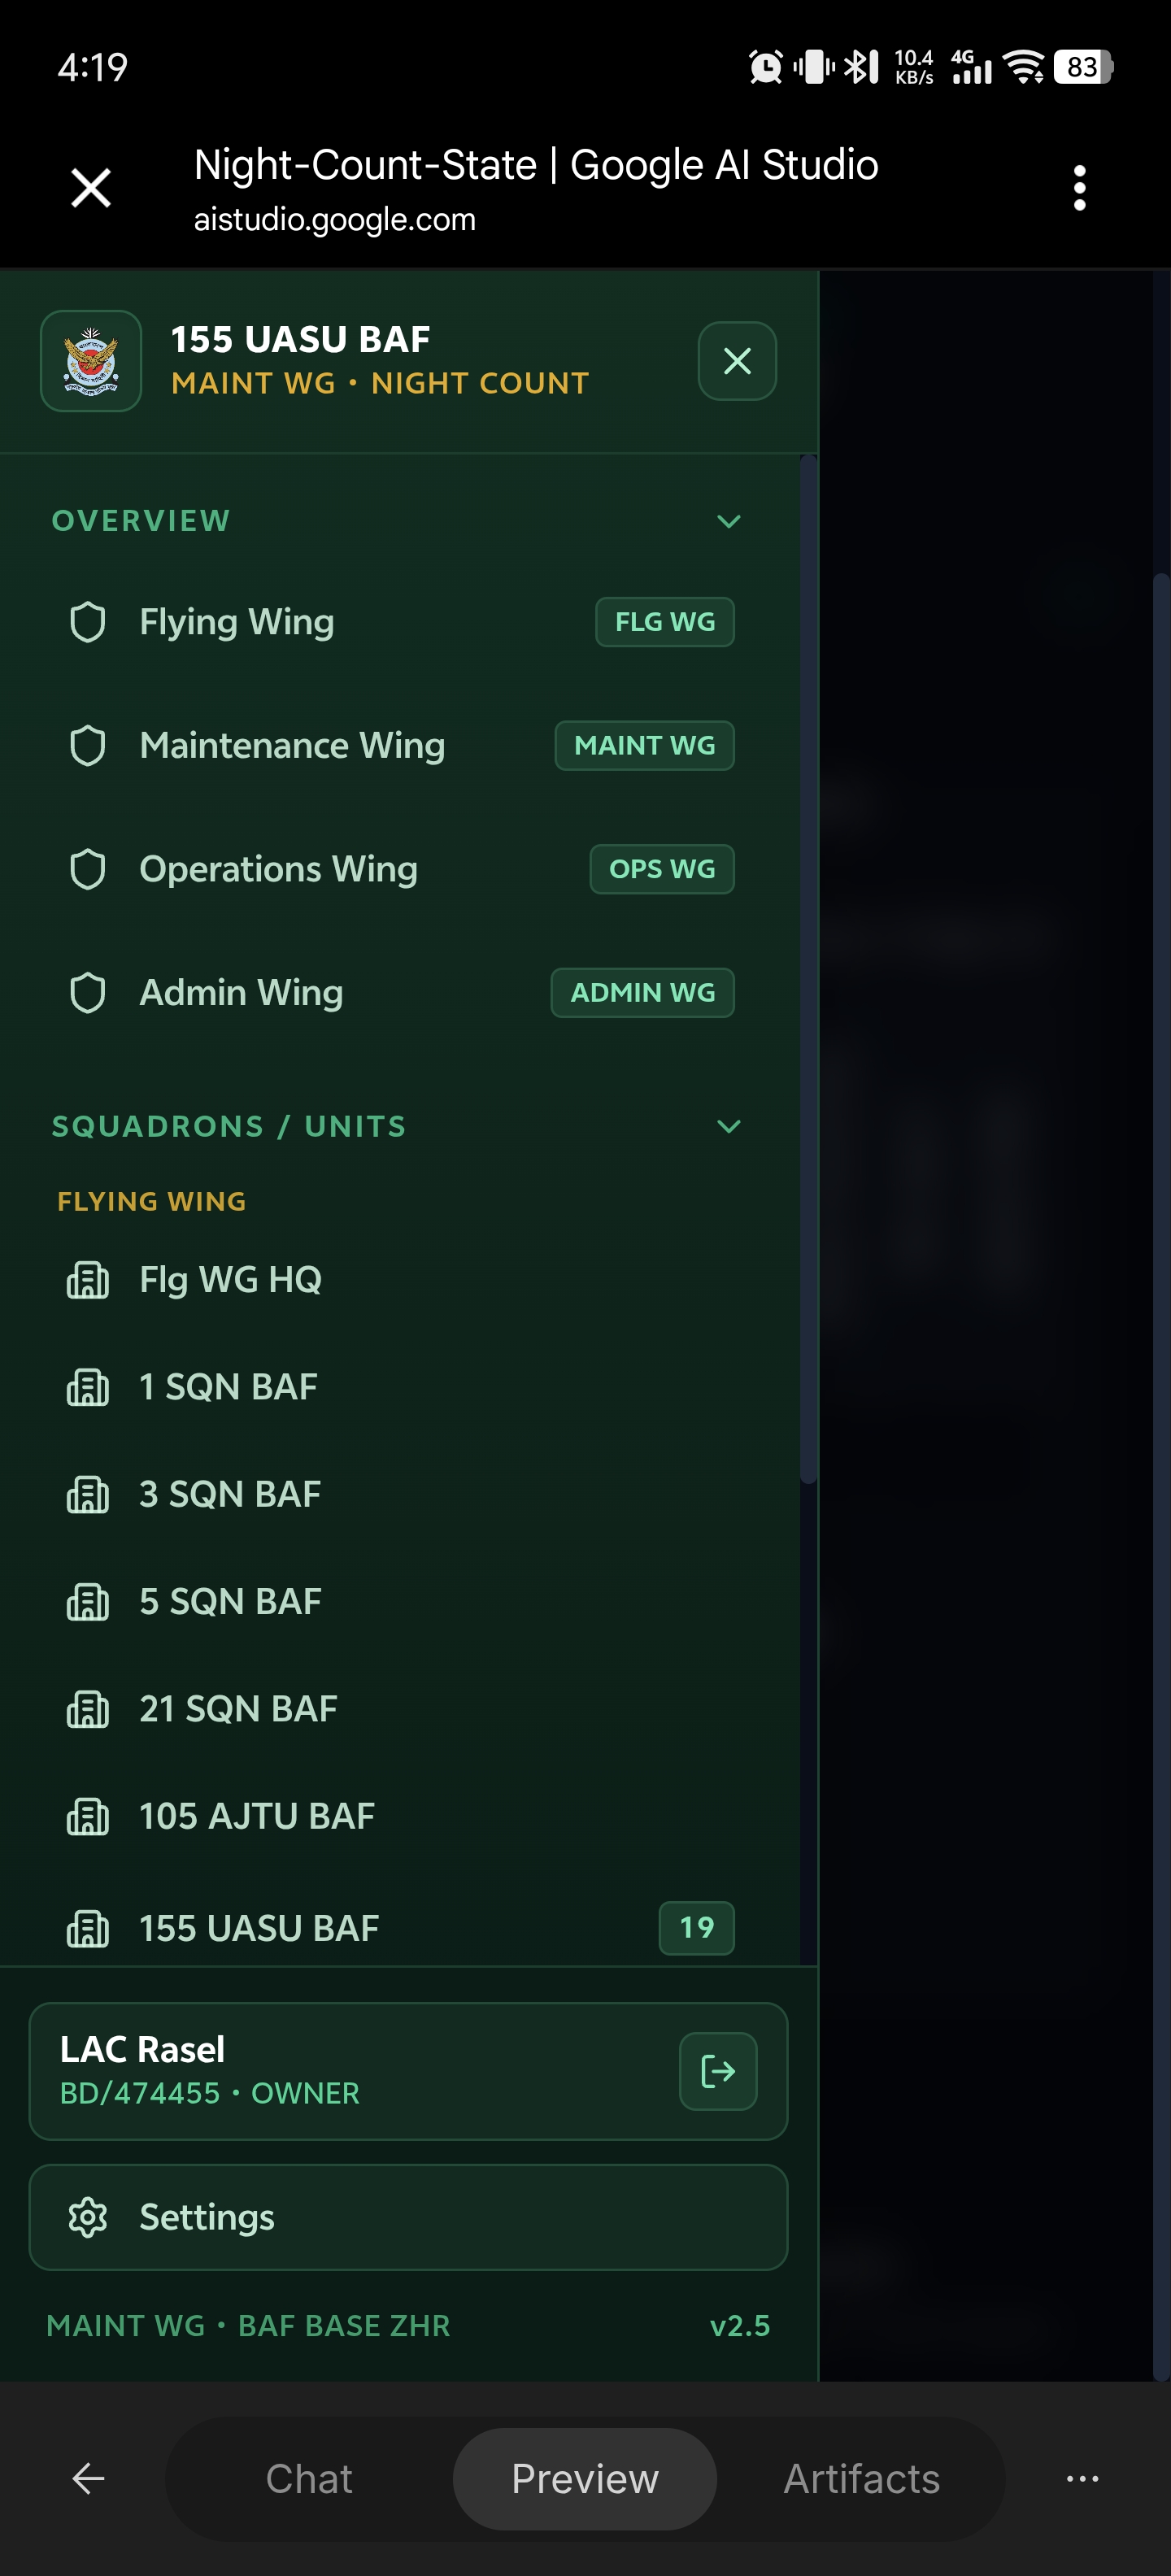 4:19
10.4
KB/s
4G
83
Night-Count-State | Google AI Studio
aistudio.google.com
155 UASU BAF
MAINT WG • NIGHT COUNT
OVERVIEW
Flying Wing FLG WG
Maintenance Wing MAINT WG
Operations Wing OPS WG
Admin Wing ADMIN WG
SQUADRONS / UNITS
FLYING WING
Flg WG HQ
1 SQN BAF
3 SQN BAF
5 SQN BAF
21 SQN BAF
105 AJTU BAF
155 UASU BAF 19
LAC Rasel
BD/474455 • OWNER
Settings
MAINT WG • BAF BASE ZHR v2.5
Chat Preview Artifacts